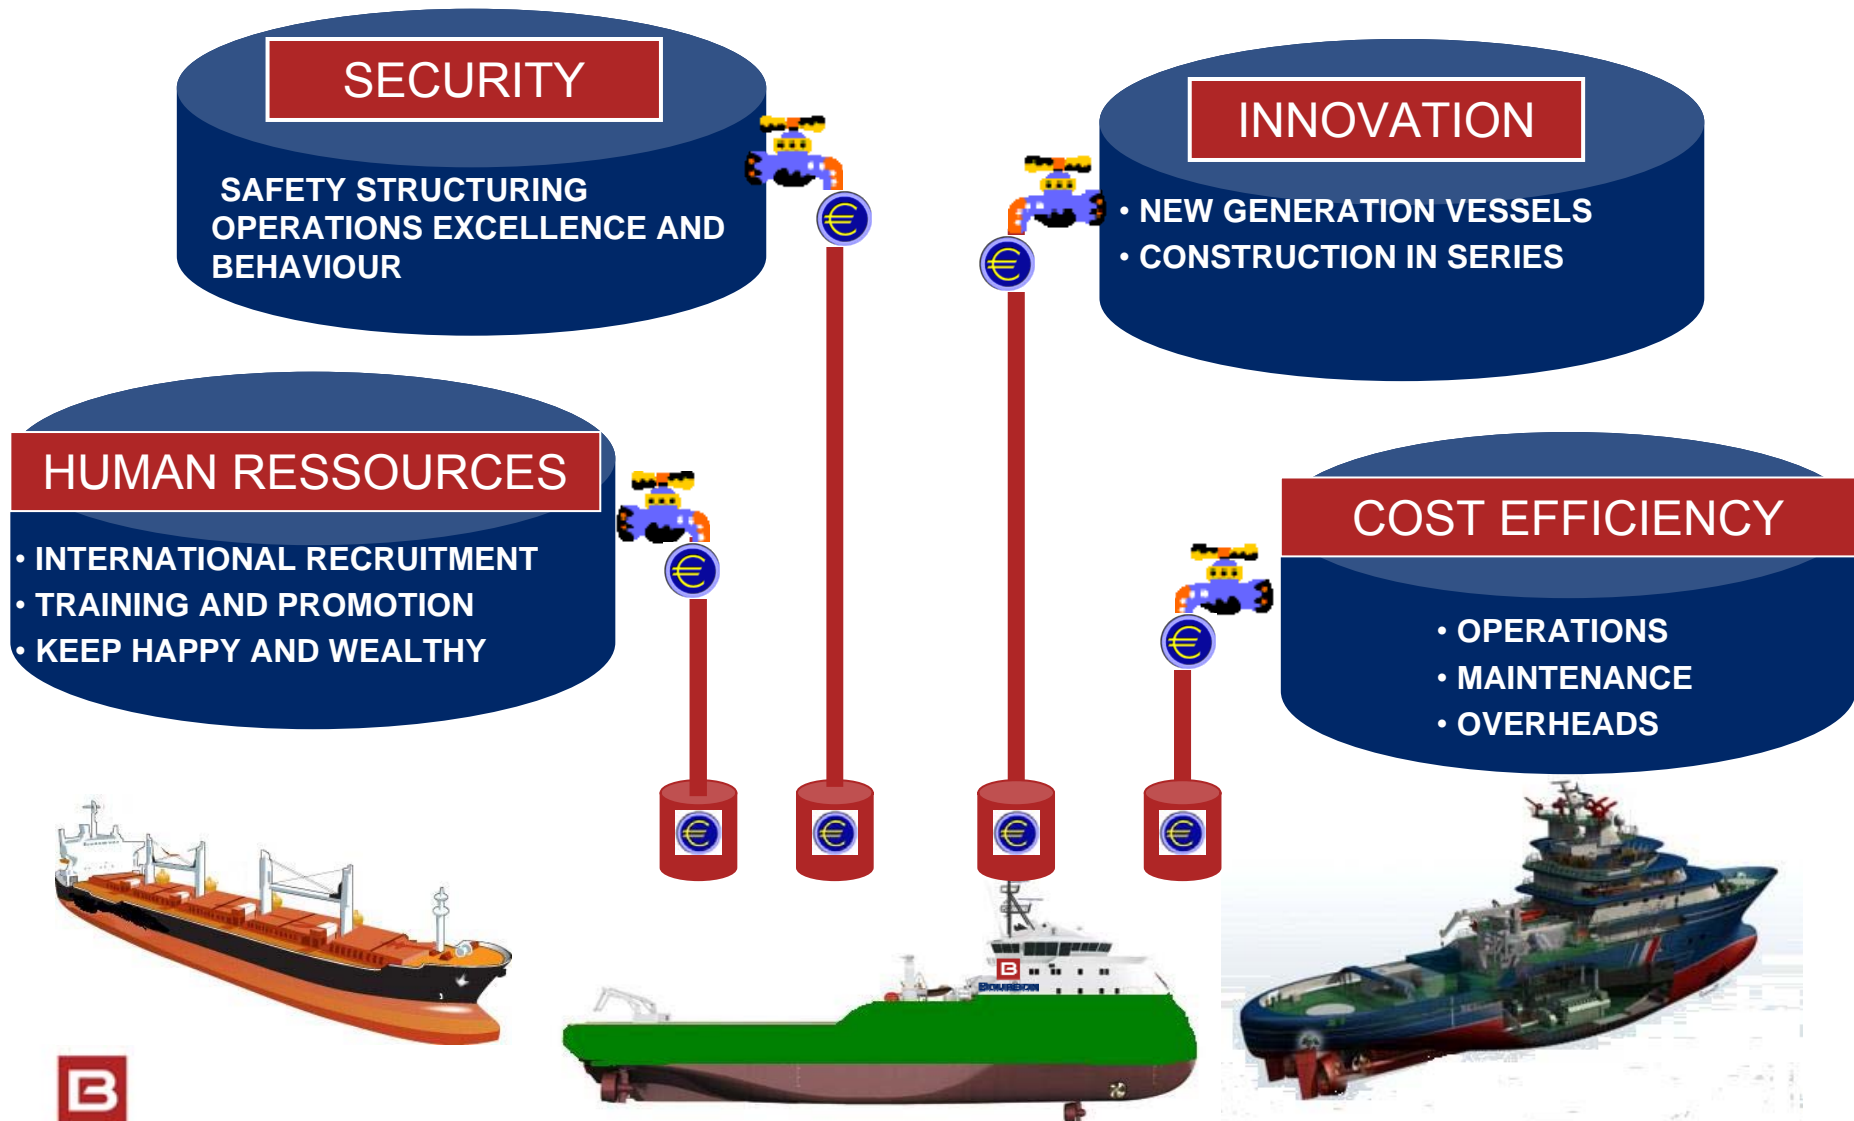 SECURITY
SAFETY STRUCTURING
OPERATIONS EXCELLENCE AND
BEHAVIOUR
INNOVATION
• NEW GENERATION VESSELS
• CONSTRUCTION IN SERIES
HUMAN RESSOURCES
• INTERNATIONAL RECRUITMENT
• TRAINING AND PROMOTION
• KEEP HAPPY AND WEALTHY
COST EFFICIENCY
• OPERATIONS
• MAINTENANCE
• OVERHEADS
€
€
€
€
€
€
€
€
B
BOURBON
B